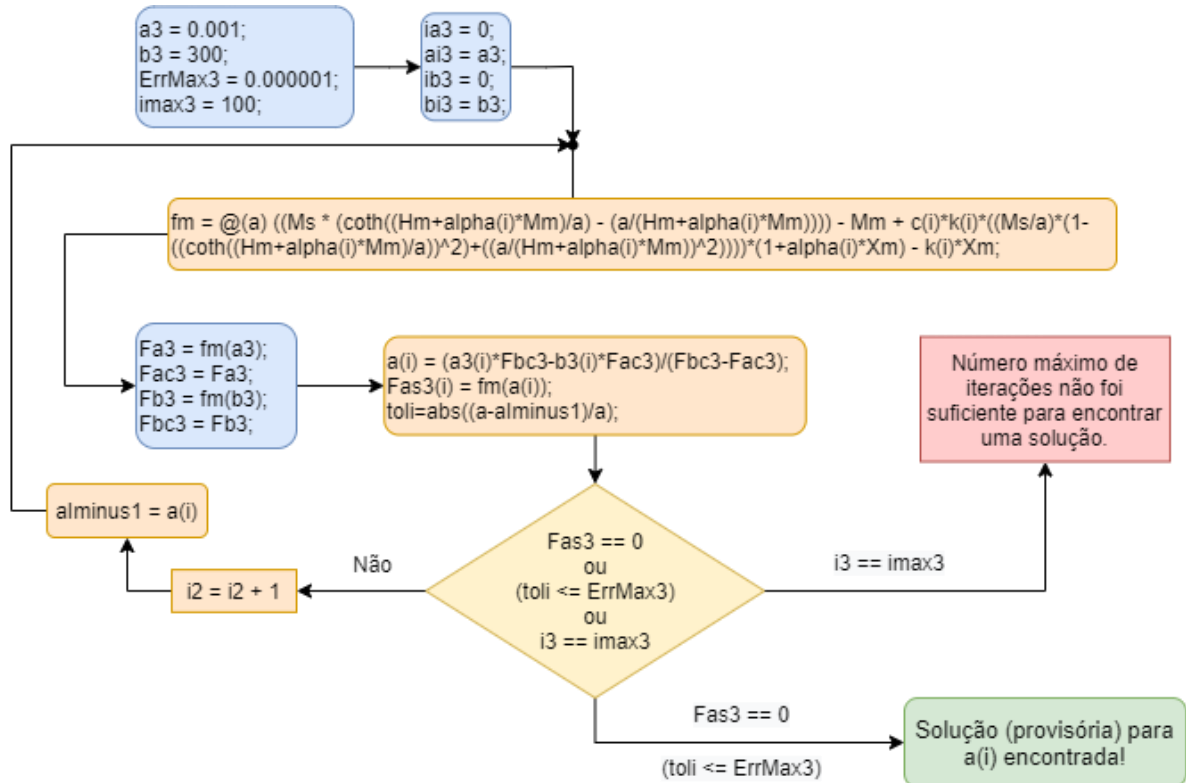 a3 = 0.001;
b3 = 300;
ErrMax3 = 0.000001;
imax3 = 100;
ia3 = 0;
ai3 = a3;
ib3 = 0;
bi3 = b3;
fm = @(a) ((Ms * (coth((Hm+alpha(i)*Mm)/a) - (a/(Hm+alpha(i)*Mm)))) - Mm + c(i)*k(i)*((Ms/a)*(1-
((coth((Hm+alpha(i)*Mm)/a))^2)+((a/(Hm+alpha(i)*Mm))^2))))*(1+alpha(i)*Xm) - k(i)*Xm;
Fa3 = fm(a3);
Fac3 = Fa3;
Fb3 = fm(b3);
Fbc3 = Fb3;
a(i) = (a3(i)*Fbc3-b3(i)*Fac3)/(Fbc3-Fac3);
Fas3(i) = fm(a(i));
toli=abs((a-alminus1)/a);
Número máximo de
iterações não foi
suficiente para encontrar
uma solução.
alminus1 = a(i)
i2 = i2 + 1
Não
Fas3 == 0
ou
(toli <= ErrMax3)
ou
i3 == imax3
i3 == imax3
Fas3 == 0
(toli <= ErrMax3)
Solução (provisória) para
a(i) encontrada!